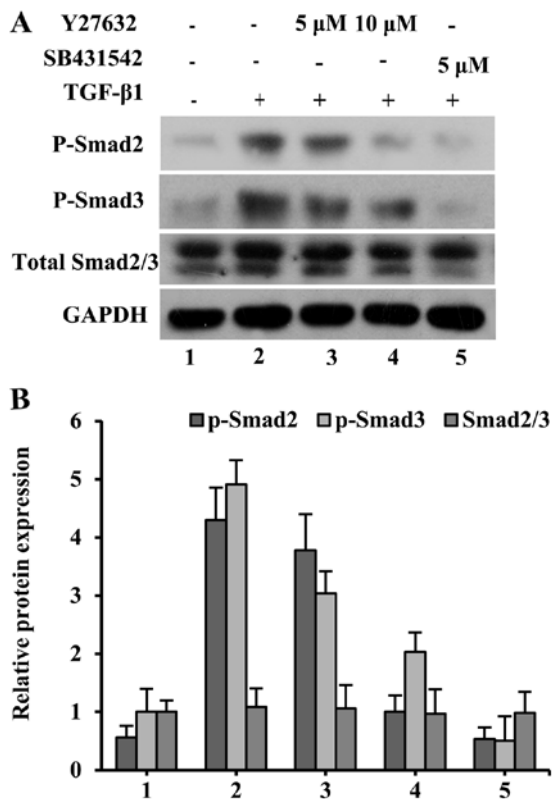 A
Y27632 - - 5 μM 10 μM -
SB431542 - - - - 5 μM
TGF-β1 - + + + +
P-Smad2
P-Smad3
Total Smad2/3
GAPDH
1 2 3 4 5
B
p-Smad2 p-Smad3 Smad2/3
Relative protein expression
6
5
4
3
2
1
0
1 2 3 4 5